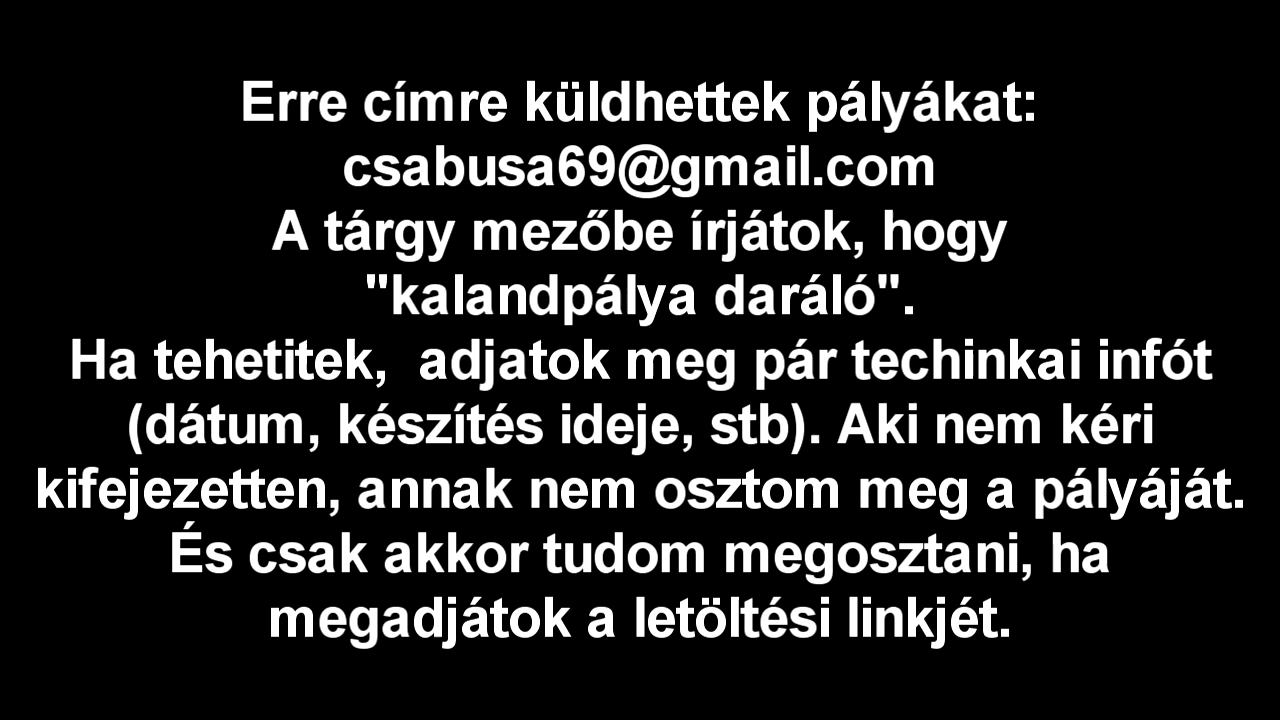 Erre címre küldhettek pályákat:
csabusa69@gmail.com
A tárgy mezőbe írjátok, hogy
"kalandpálya daráló".
Ha tehetitek,  adjatok meg pár techinkai infót
(dátum, készítés ideje, stb). Aki nem kéri
kifejezetten, annak nem osztom meg a pályáját.
És csak akkor tudom megosztani, ha
megadjátok a letöltési linkjét.